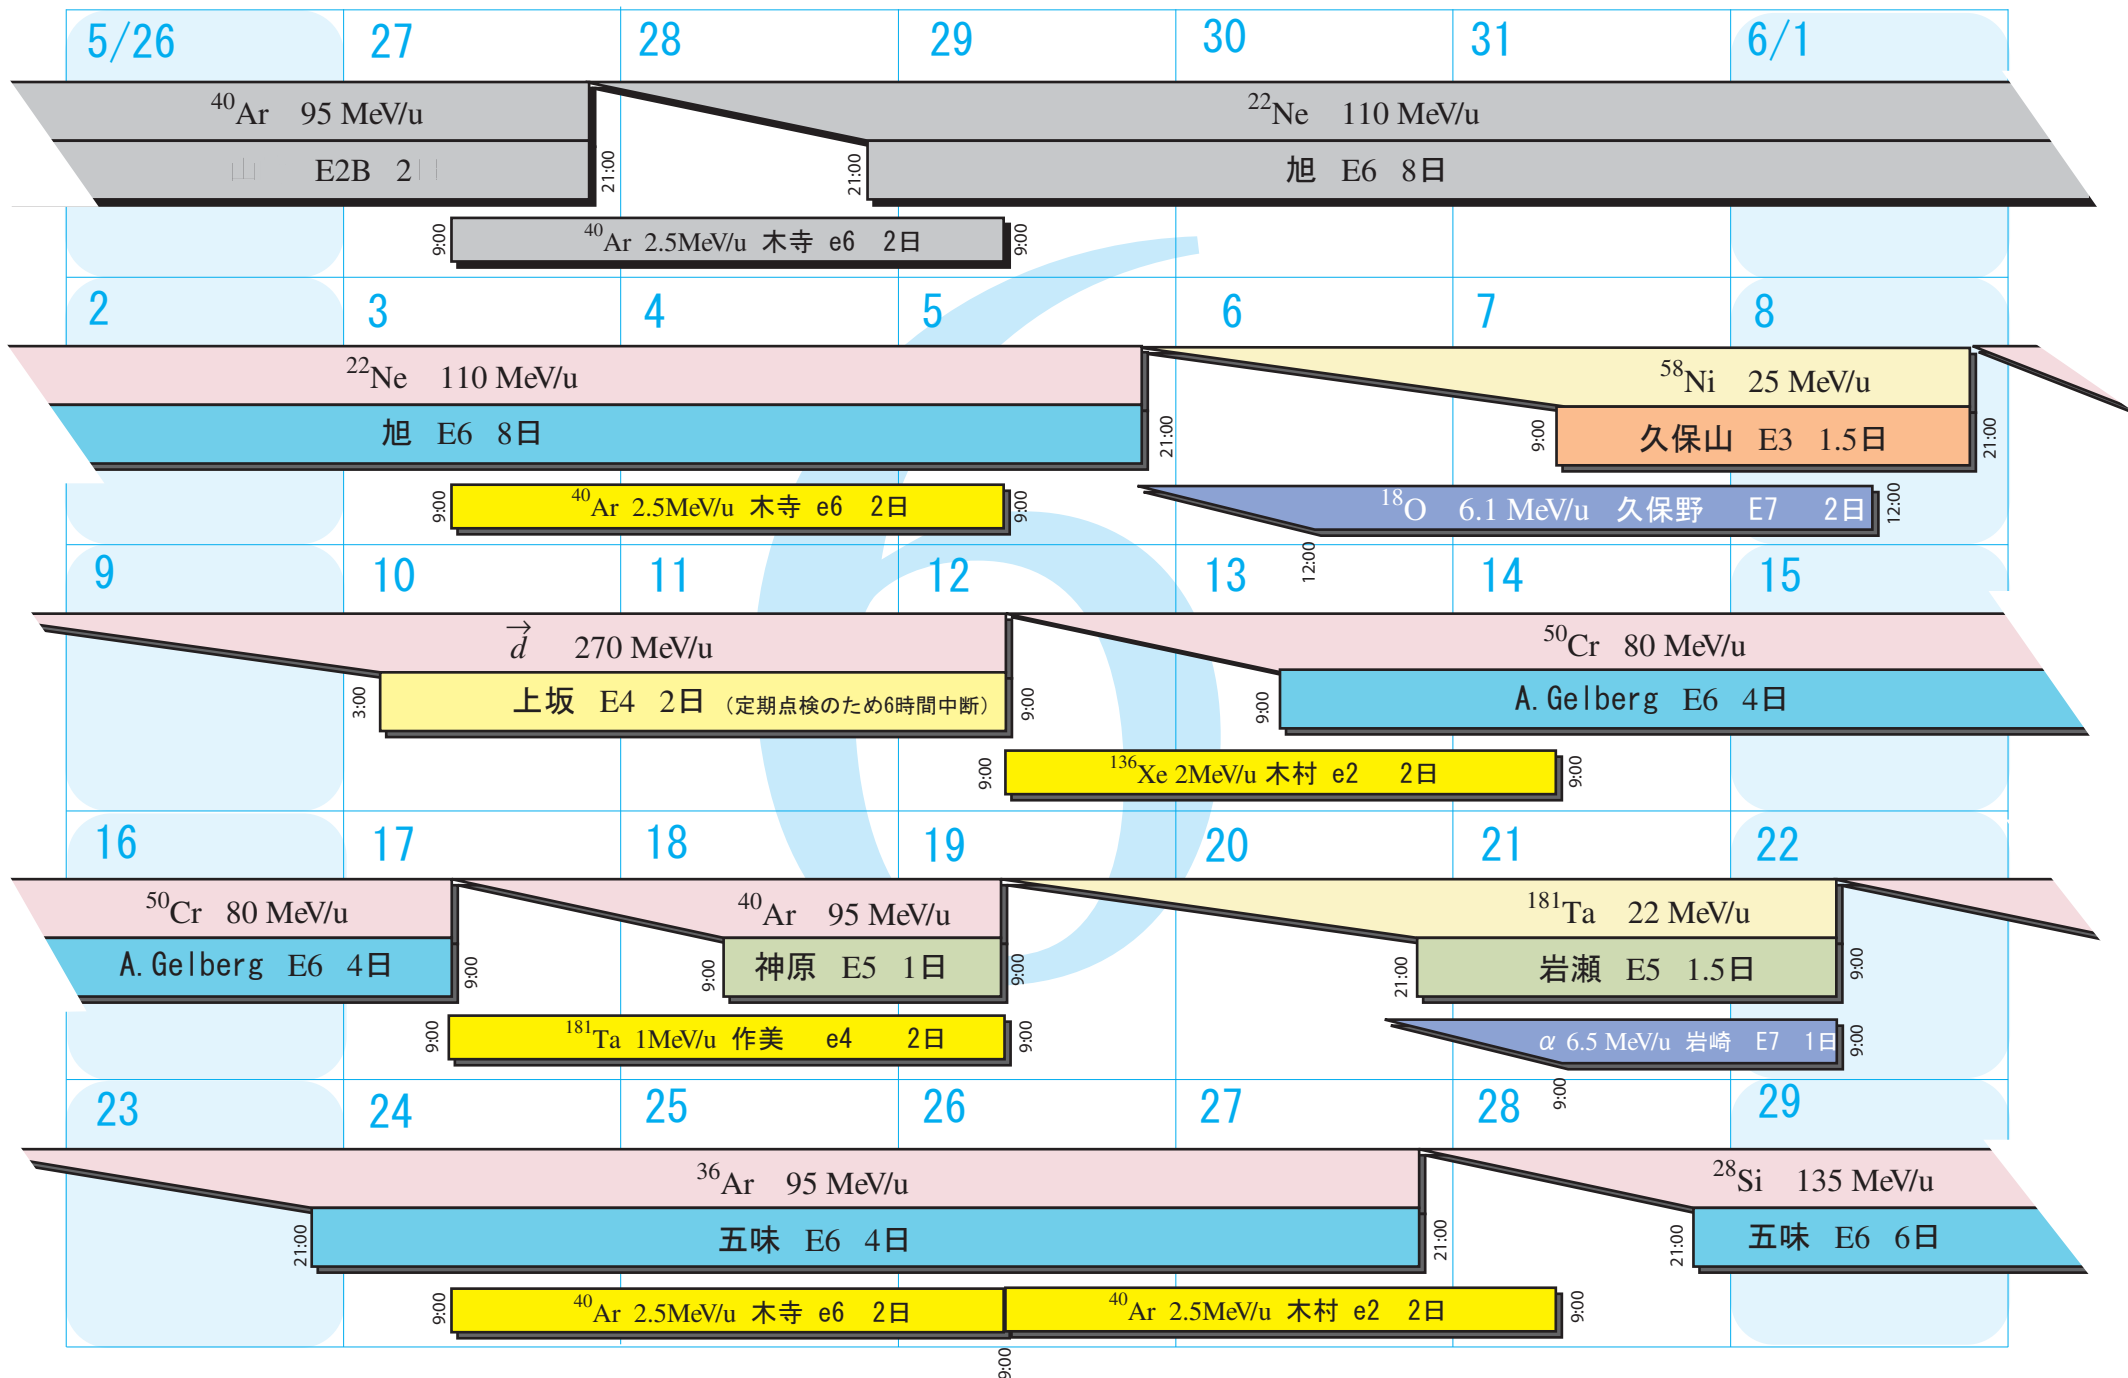 5/26 27 28 29 30 31 6/1
⁴⁰Ar 95 MeV/u
²²Ne 110 MeV/u
E2B 2
21:00
21:00
旭 E6 8日
9:00
⁴⁰Ar 2.5MeV/u 木寺 e6 2日
9:00
2 3 4 5 6 7 8
²²Ne 110 MeV/u
⁵⁸Ni 25 MeV/u
旭 E6 8日
21:00
9:00
久保山 E3 1.5日
21:00
9:00
⁴⁰Ar 2.5MeV/u 木寺 e6 2日
9:00
¹⁸O 6.1 MeV/u 久保野 E7 2日
12:00
12:00
9 10 11 12 13 14 15
→d 270 MeV/u
⁵⁰Cr 80 MeV/u
3:00
上坂 E4 2日 (定期点検のため6時間中断)
9:00
9:00
A.Gelberg E6 4日
9:00
¹³⁶Xe 2MeV/u 木村 e2 2日
9:00
16 17 18 19 20 21 22
⁵⁰Cr 80 MeV/u
⁴⁰Ar 95 MeV/u
¹⁸¹Ta 22 MeV/u
A.Gelberg E6 4日
9:00
9:00
神原 E5 1日
9:00
21:00
岩瀬 E5 1.5日
9:00
9:00
¹⁸¹Ta 1MeV/u 作美 e4 2日
9:00
α 6.5 MeV/u 岩崎 E7 1日
9:00
9:00
23 24 25 26 27 28 29
³⁶Ar 95 MeV/u
²⁸Si 135 MeV/u
21:00
五味 E6 4日
21:00
21:00
五味 E6 6日
9:00
⁴⁰Ar 2.5MeV/u 木寺 e6 2日
⁴⁰Ar 2.5MeV/u 木村 e2 2日
9:00
9:00
6